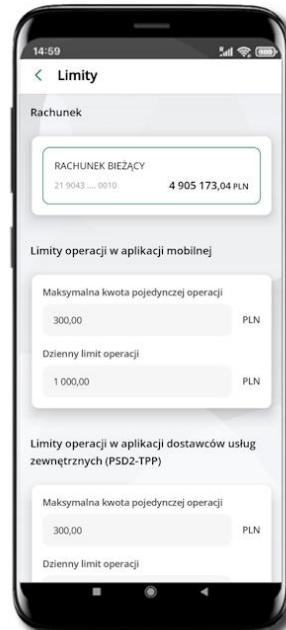 14:59
Limity
Rachunek
RACHUNEK BIEŻĄCY
21 9043 .... 0010 4 905 173,04 PLN
Limity operacji w aplikacji mobilnej
Maksymalna kwota pojedynczej operacji
300,00 PLN
Dzienny limit operacji
1 000,00 PLN
Limity operacji w aplikacji dostawców usług
zewnętrznych (PSD2-TPP)
Maksymalna kwota pojedynczej operacji
300,00 PLN
Dzienny limit operacji